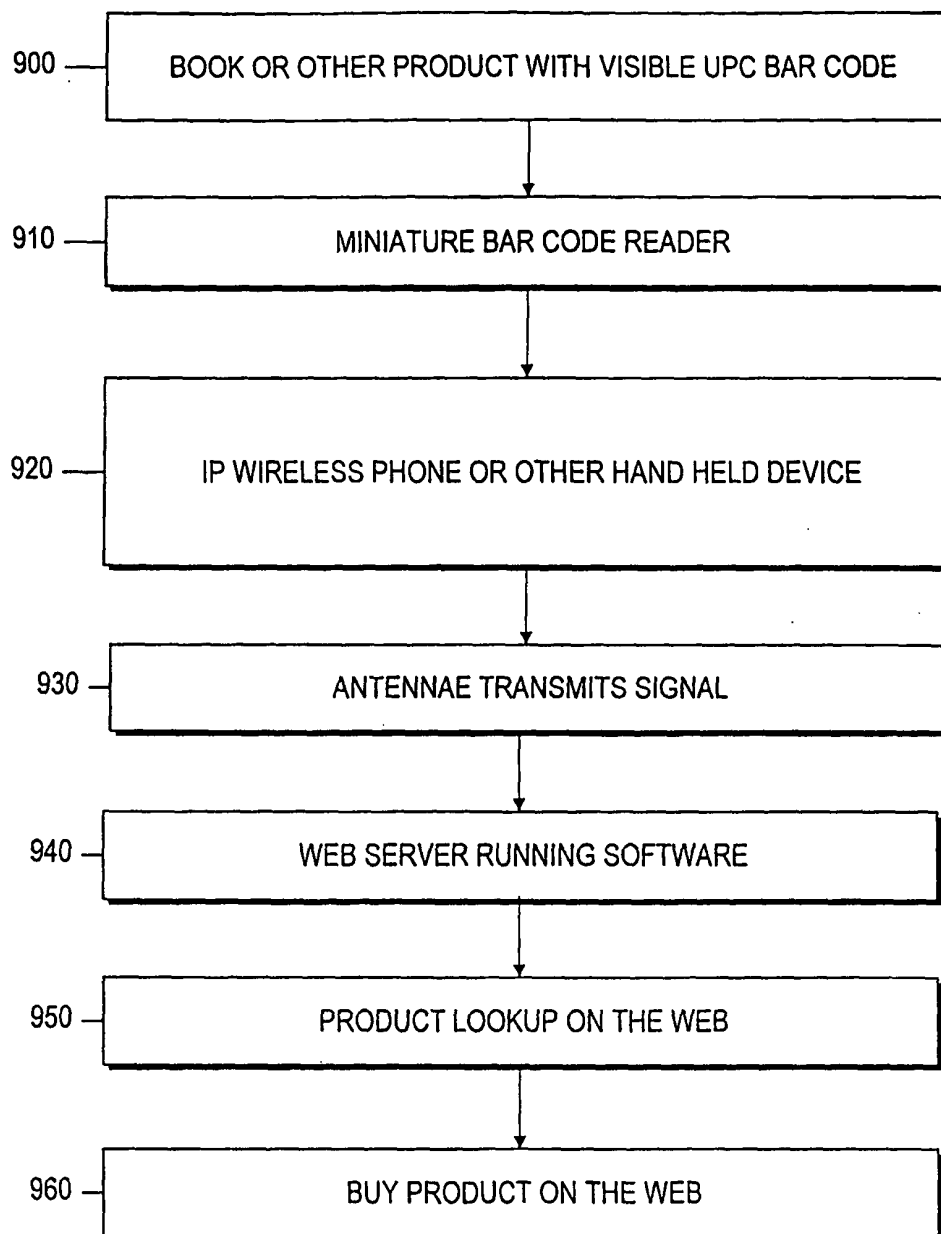 900 BOOK OR OTHER PRODUCT WITH VISIBLE UPC BAR CODE
910 MINIATURE BAR CODE READER
920 IP WIRELESS PHONE OR OTHER HAND HELD DEVICE
930 ANTENNAE TRANSMITS SIGNAL
940 WEB SERVER RUNNING SOFTWARE
950 PRODUCT LOOKUP ON THE WEB
960 BUY PRODUCT ON THE WEB